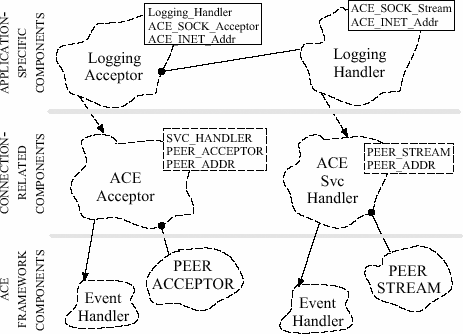 APPLICATION-
SPECIFIC
COMPONENTS
Logging_Handler
ACE_SOCK_Acceptor
ACE_INET_Addr
Logging
Acceptor
ACE_SOCK_Stream
ACE_INET_Addr
Logging
Handler
CONNECTION-
RELATED
COMPONENTS
SVC_HANDLER
PEER_ACCEPTOR
PEER_ADDR
ACE
Acceptor
PEER_STREAM
PEER_ADDR
ACE
Svc
Handler
ACE
FRAMEWORK
COMPONENTS
Event
Handler
PEER
ACCEPTOR
Event
Handler
PEER
STREAM